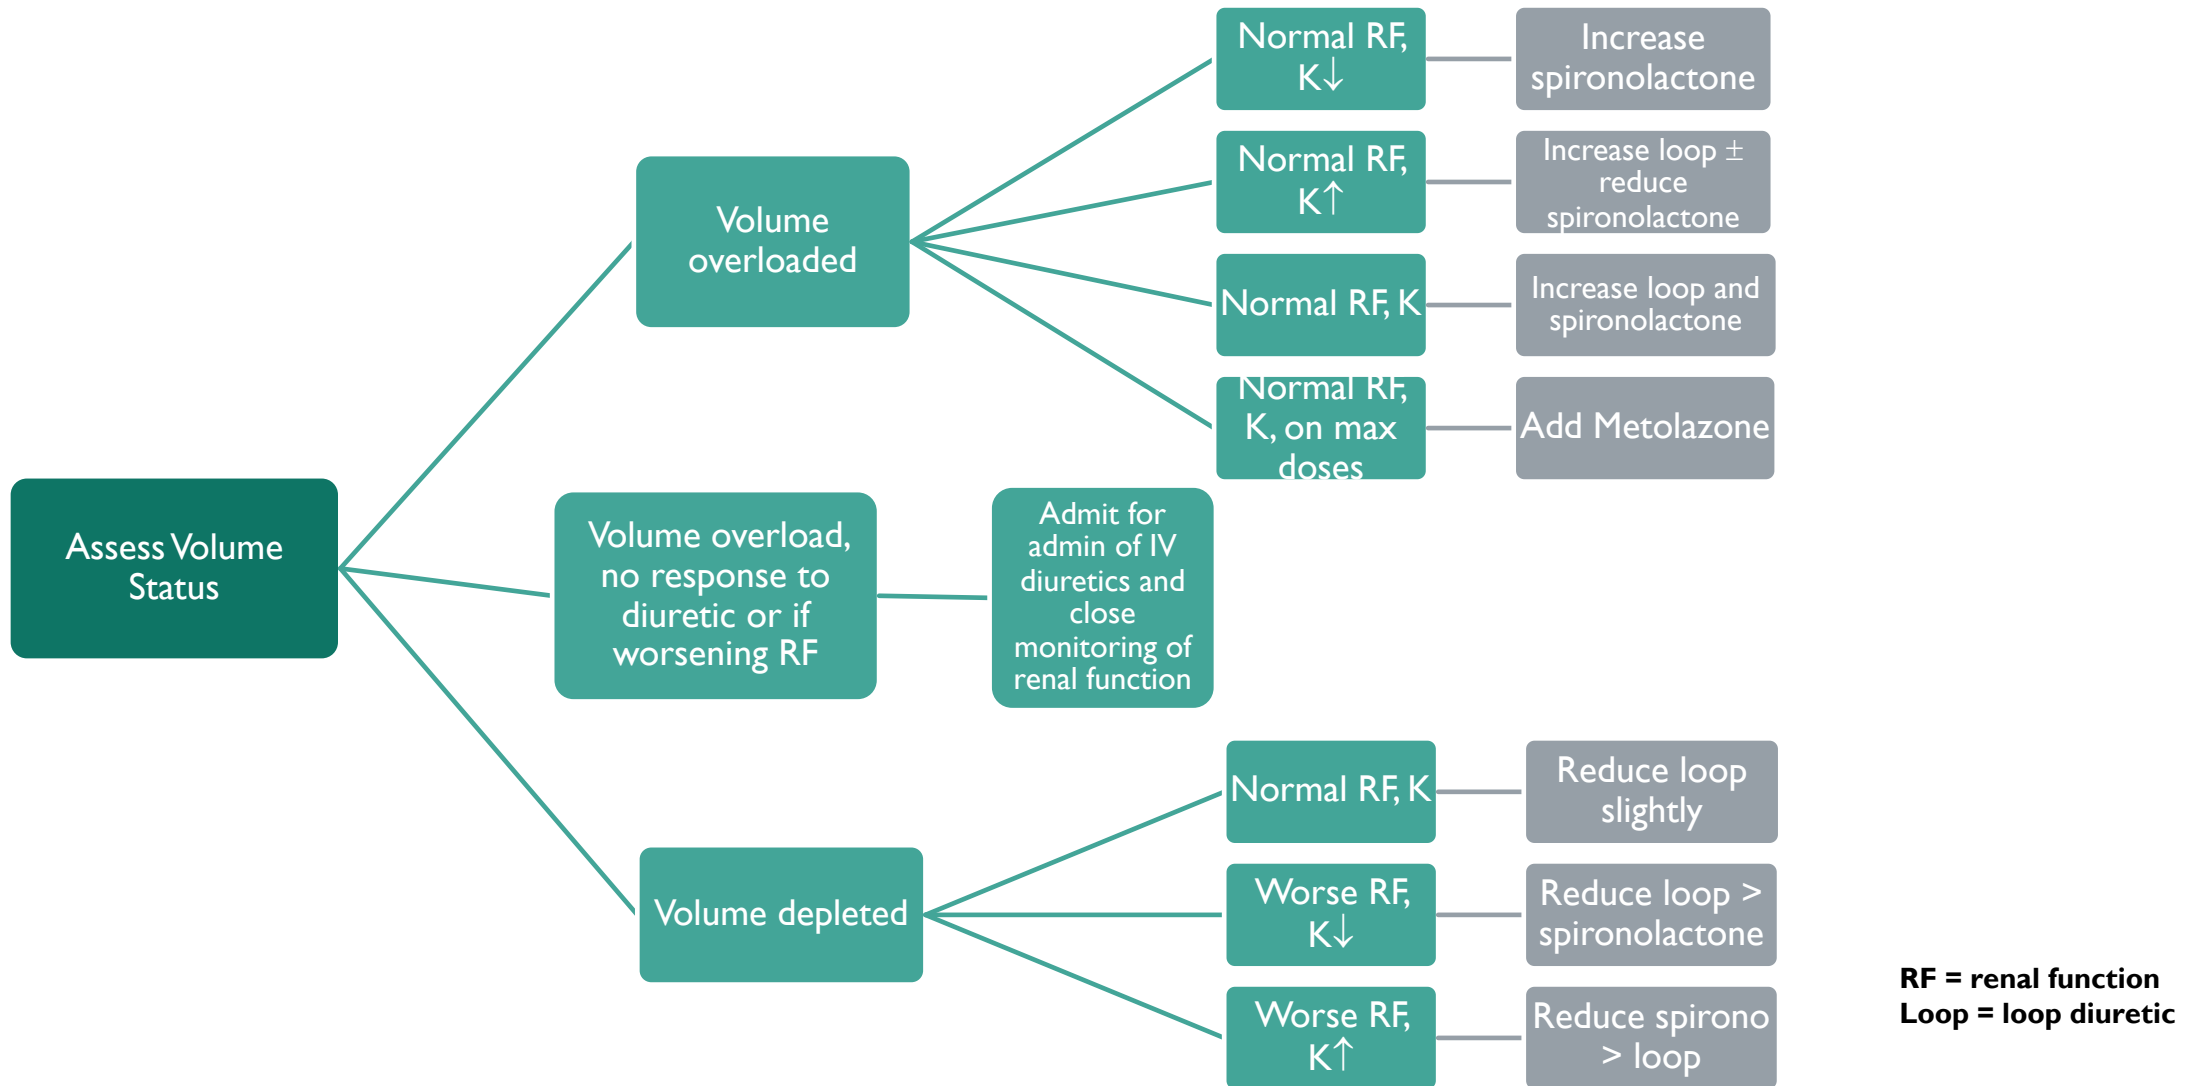 Assess Volume
Status
Volume
overloaded
Normal RF,
K↓
Increase
spironolactone
Normal RF,
K↑
Increase loop ±
reduce
spironolactone
Normal RF, K
Increase loop and
spironolactone
Normal RF,
K, on max
doses
Add Metolazone
Volume overload,
no response to
diuretic or if
worsening RF
Admit for
admin of IV
diuretics and
close
monitoring of
renal function
Volume depleted
Normal RF, K
Reduce loop
slightly
Worse RF,
K↓
Reduce loop >
spironolactone
Worse RF,
K↑
Reduce spirono
> loop
RF = renal function
Loop = loop diuretic